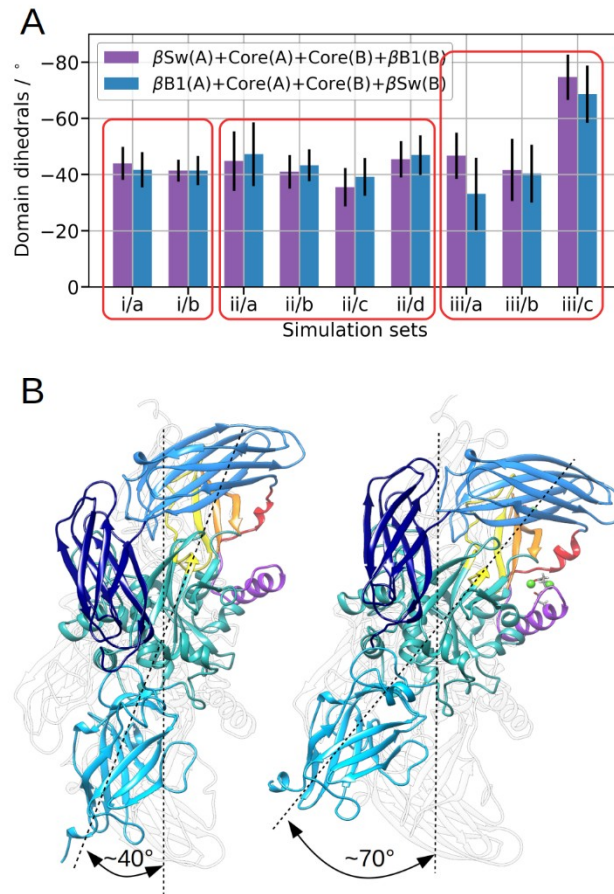 A
βSw(A)+Core(A)+Core(B)+βB1(B)
βB1(A)+Core(A)+Core(B)+βSw(B)
Domain dihedrals / °
−80
−60
−40
−20
0
i/a i/b ii/a ii/b ii/c ii/d iii/a iii/b iii/c
Simulation sets
B
~40° ~70°